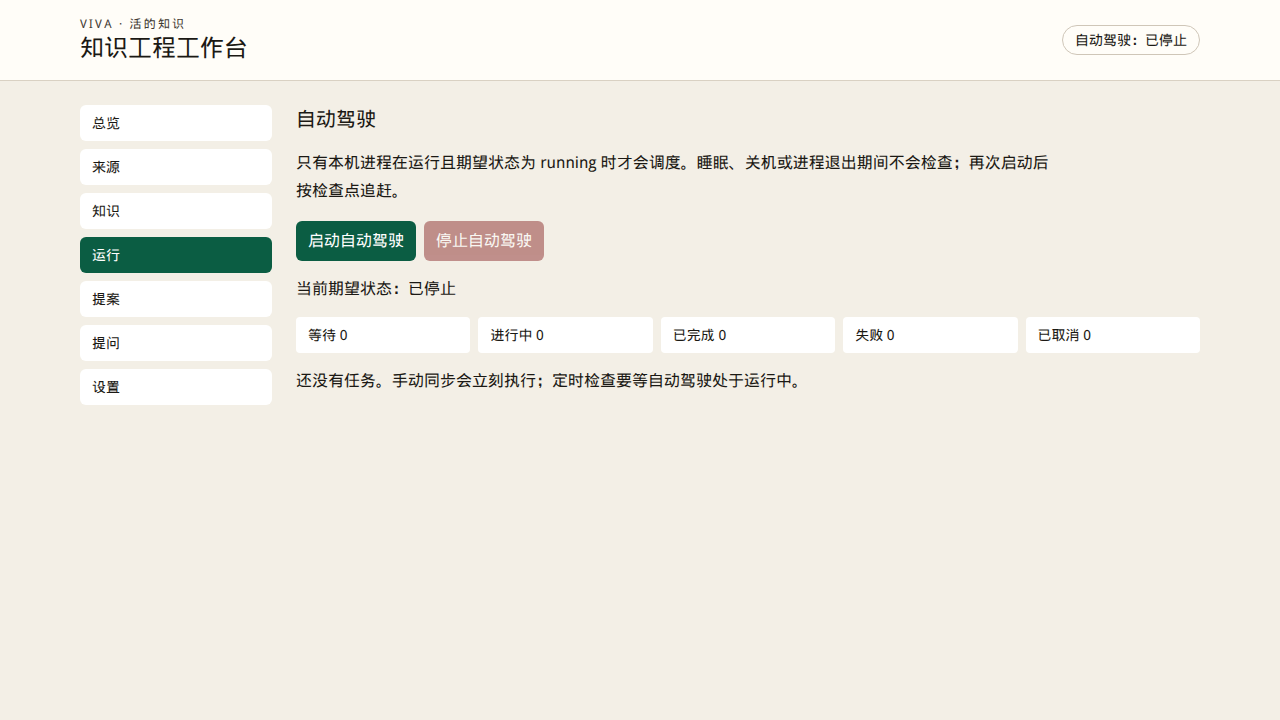 VIVA · 活的知识
知识工程工作台
自动驾驶：已停止
总览
来源
知识
运行
提案
提问
设置
自动驾驶
只有本机进程在运行且期望状态为 running 时才会调度。睡眠、关机或进程退出期间不会检查；再次启动后
按检查点追赶。
启动自动驾驶
停止自动驾驶
当前期望状态：已停止
等待 0
进行中 0
已完成 0
失败 0
已取消 0
还没有任务。手动同步会立刻执行；定时检查要等自动驾驶处于运行中。